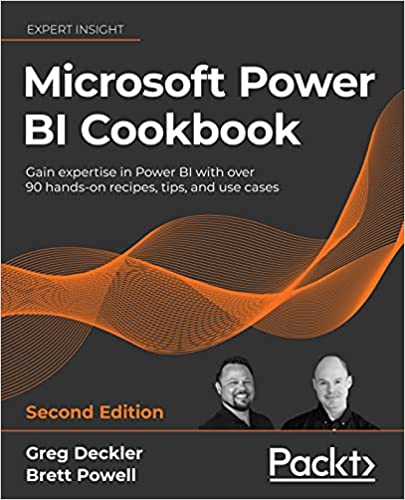 EXPERT INSIGHT
Microsoft Power
BI Cookbook
Gain expertise in Power BI with over
90 hands-on recipes, tips, and use cases
Second Edition
Greg Deckler
Brett Powell
Packt>